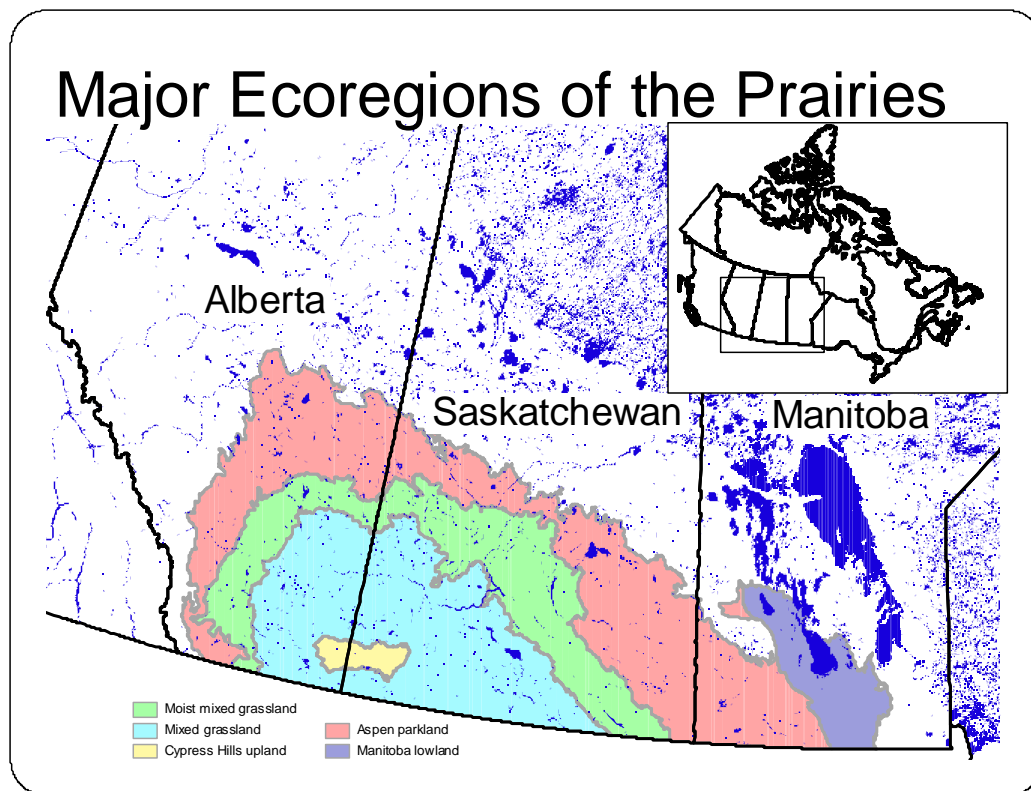 Major Ecoregions of the Prairies
Alberta
Saskatchewan
Manitoba
Moist mixed grassland
Mixed grassland
Cypress Hills upland
Aspen parkland
Manitoba lowland